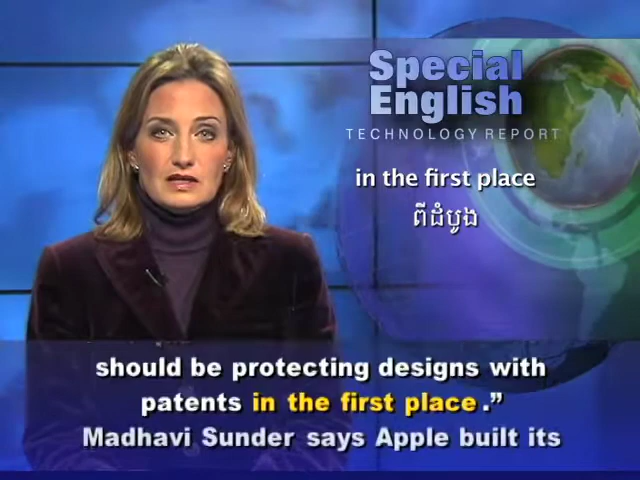 Special
English
TECHNOLOGY REPORT
in the first place
ពីដំបូង
should be protecting designs with
patents in the first place.”
Madhavi Sunder says Apple built its